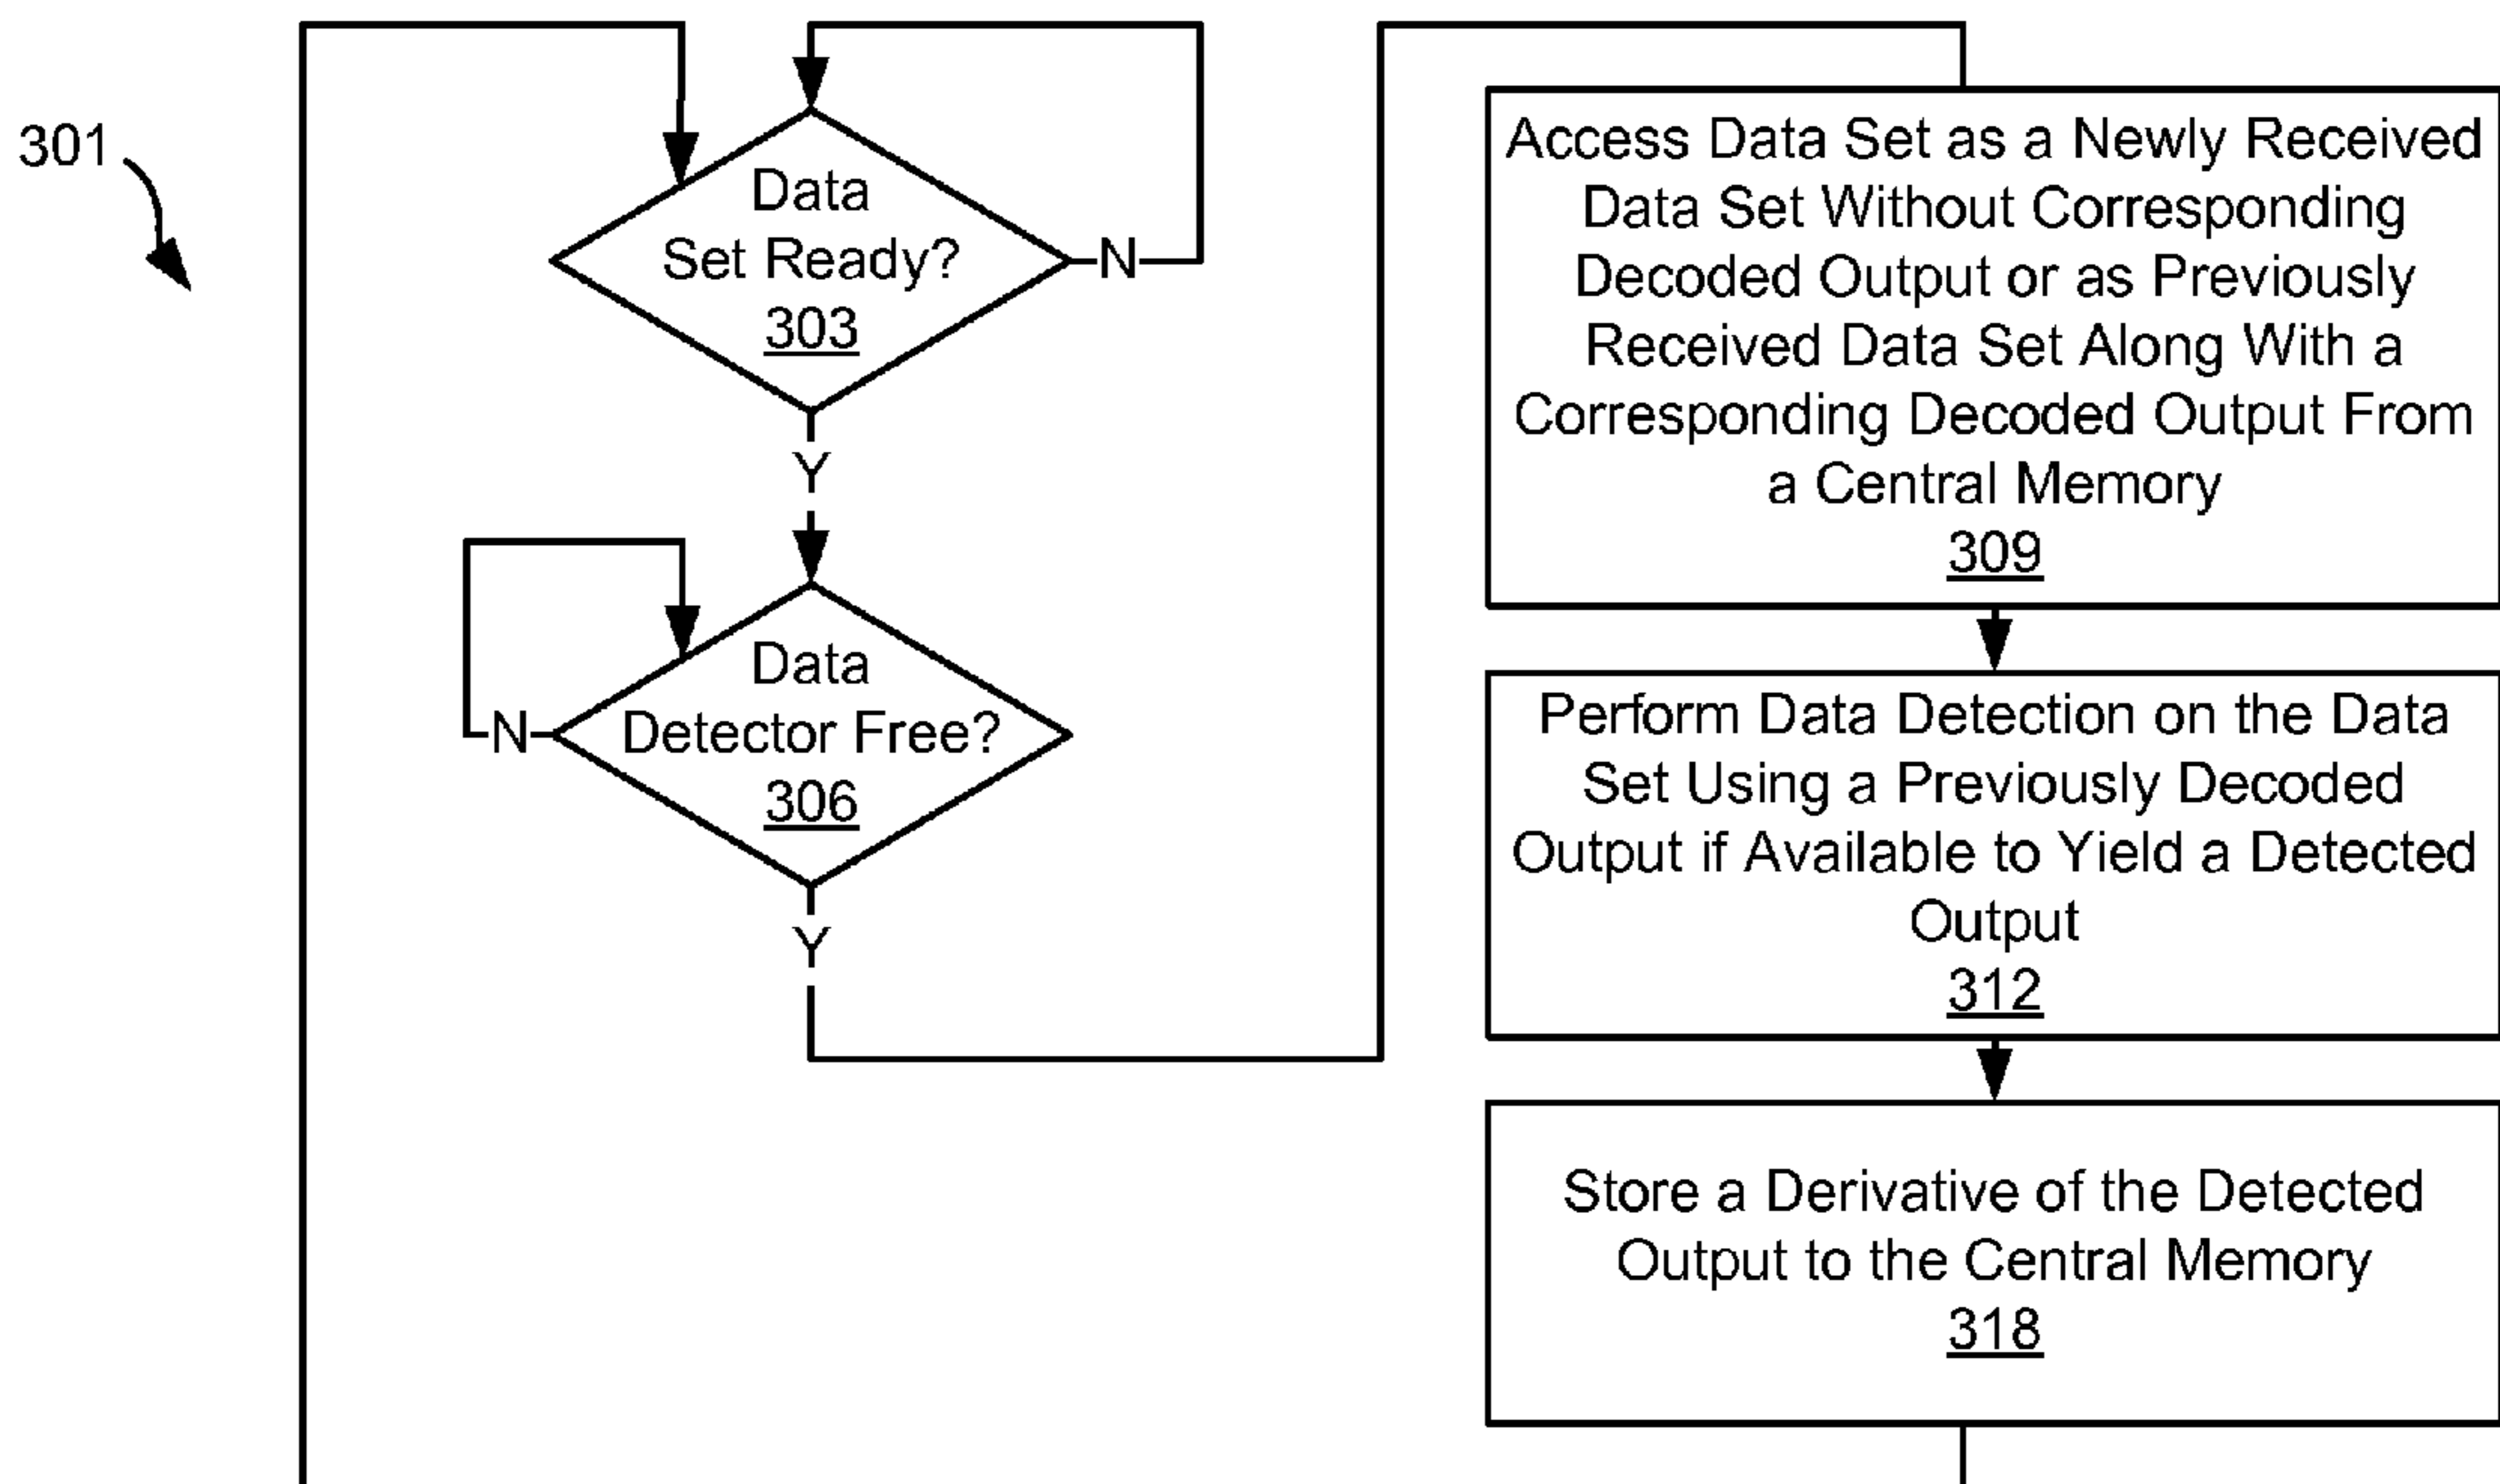 301
Data
Set Ready?
303
N
Y
Data
Detector Free?
306
N
Y
Access Data Set as a Newly Received
Data Set Without Corresponding
Decoded Output or as Previously
Received Data Set Along With a
Corresponding Decoded Output From
a Central Memory
309
Perform Data Detection on the Data
Set Using a Previously Decoded
Output if Available to Yield a Detected
Output
312
Store a Derivative of the Detected
Output to the Central Memory
318